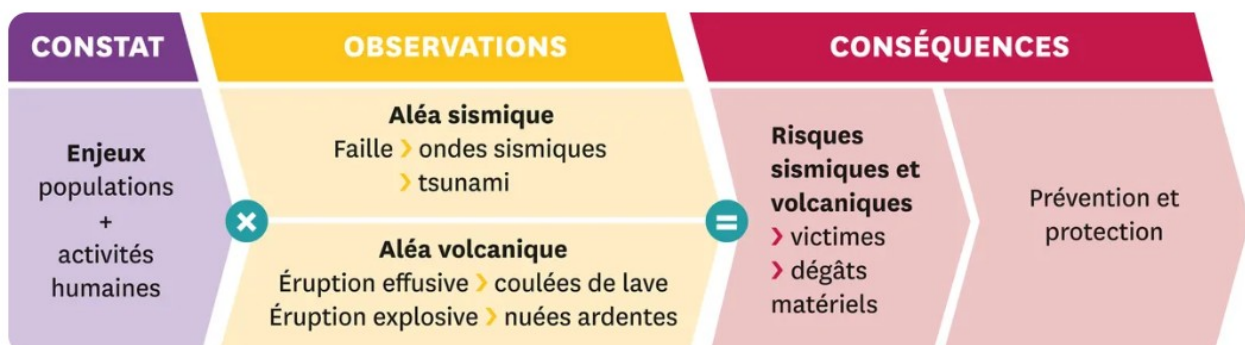 CONSTAT
OBSERVATIONS
CONSÉQUENCES
Enjeux
populations
+
activités
humaines
×
Aléa sismique
Faille › ondes sismiques
› tsunami
Aléa volcanique
Éruption effusive › coulées de lave
Éruption explosive › nuées ardentes
=
Risques
sismiques et
volcaniques
› victimes
› dégâts
matériels
Prévention et
protection